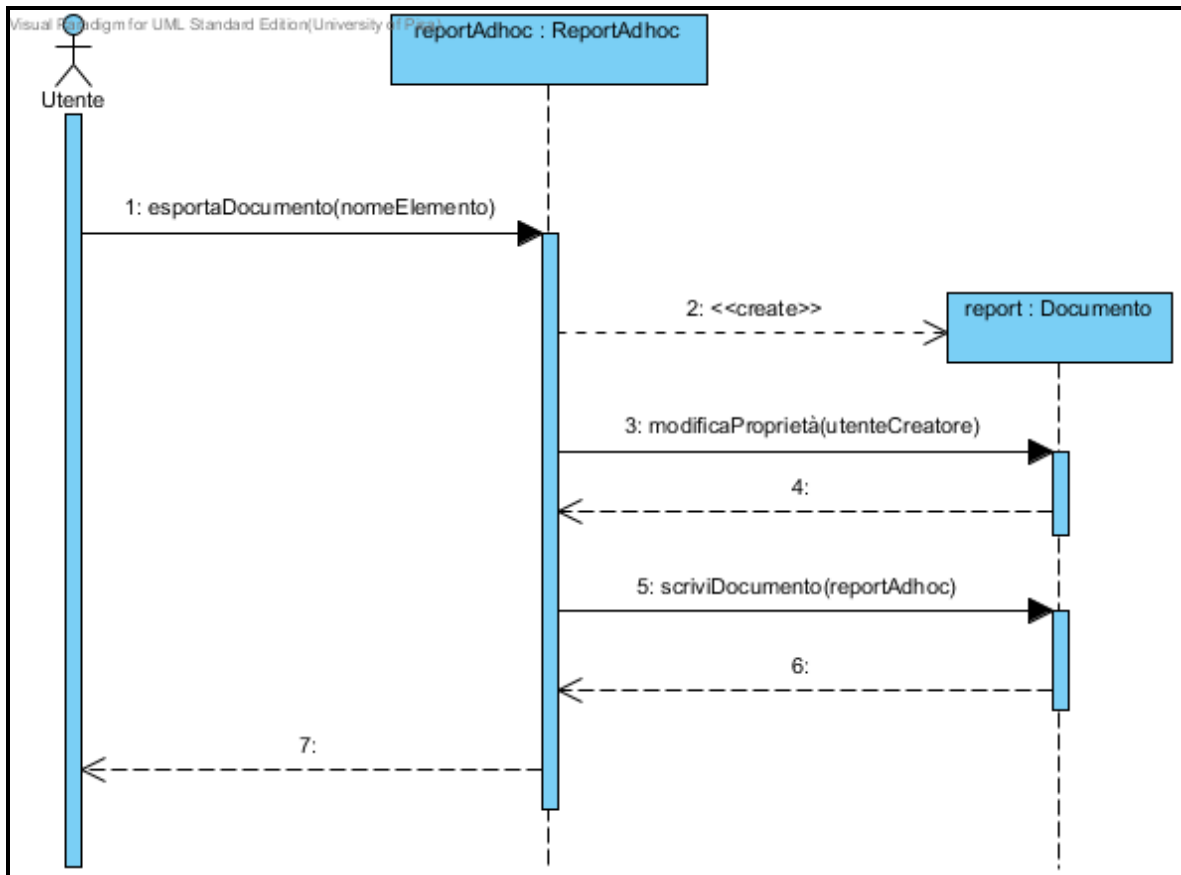 Visual Paradigm for UML Standard Edition(University of Pisa)
reportAdhoc : ReportAdhoc
Utente
1: esportaDocumento(nomeElemento)
2: <<create>>
report : Documento
3: modificaProprietà(utenteCreatore)
4:
5: scriviDocumento(reportAdhoc)
6:
7: